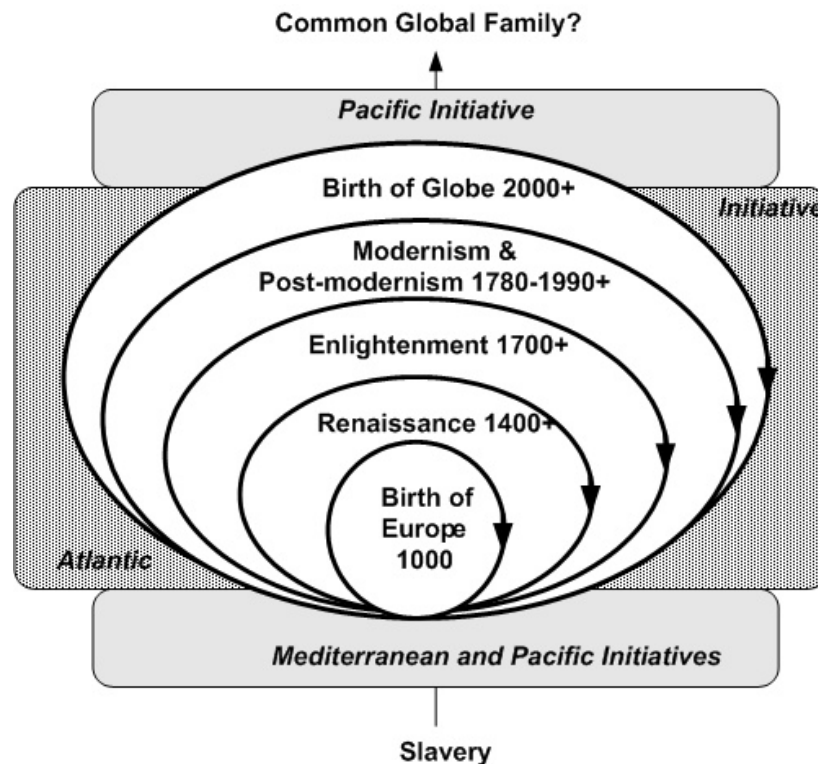 Common Global Family?
Pacific Initiative
Birth of Globe 2000+
Initiative
Modernism &
Post-modernism 1780-1990+
Enlightenment 1700+
Renaissance 1400+
Birth of
Europe
1000
Atlantic
Mediterranean and Pacific Initiatives
Slavery